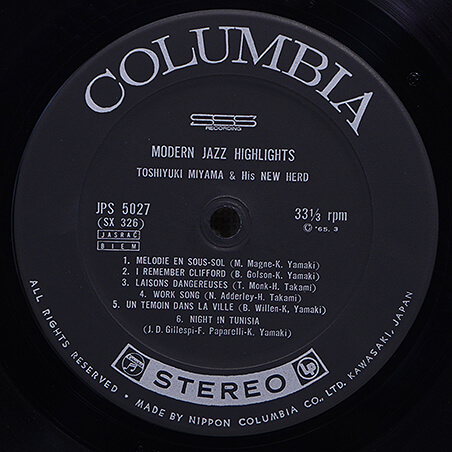 COLUMBIA
SSS
RECORDING
MODERN JAZZ HIGHLIGHTS
TOSHIYUKI MIYAMA & His NEW HERD
JPS 5027
(SX 326)
JASRAC
BIEM
33⅓ rpm
Ⓟ '65. 3
1. MELODIE EN SOUS-SOL (M. Magne-K. Yamaki)
2. I REMEMBER CLIFFORD (B. Golson-K. Yamaki)
3. LAISONS DANGEREUSES (T. Monk-H. Takami)
4. WORK SONG (N. Adderley-H. Takami)
5. UN TEMOIN DANS LA VILLE (B. Willen-K. Yamaki)
6. NIGHT IN TUNISIA
(J. D. Gillespi-F. Paparelli-K. Yamaki)
STEREO
ALL RIGHTS RESERVED • MADE BY NIPPON COLUMBIA CO., LTD. KAWASAKI, JAPAN